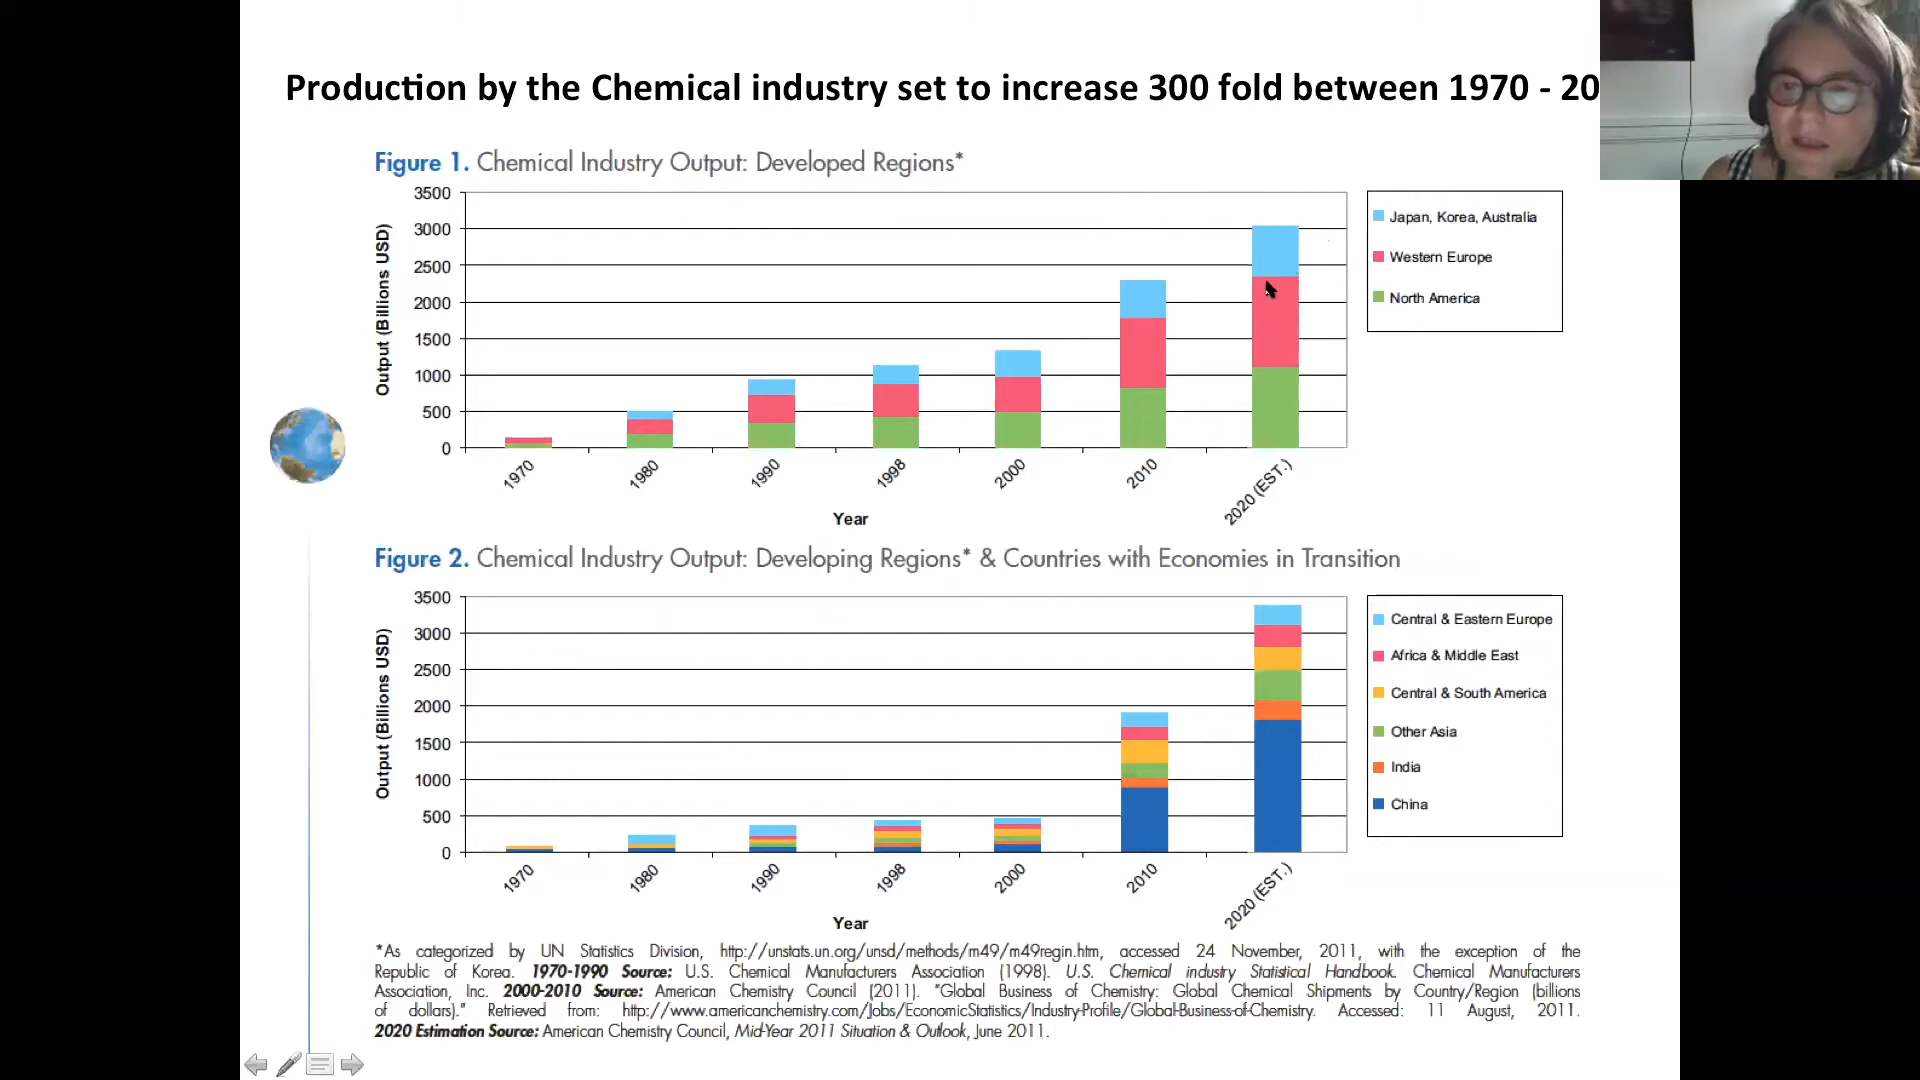 Production by the Chemical industry set to increase 300 fold between 1970 - 20
Figure 1. Chemical Industry Output: Developed Regions*
Output (Billions USD)
3500
3000
2500
2000
1500
1000
500
0
1970
1980
1990
1998
2000
2010
2020 (EST.)
Year
Japan, Korea, Australia
Western Europe
North America
Figure 2. Chemical Industry Output: Developing Regions* & Countries with Economies in Transition
Output (Billions USD)
3500
3000
2500
2000
1500
1000
500
0
1970
1980
1990
1998
2000
2010
2020 (EST.)
Year
Central & Eastern Europe
Africa & Middle East
Central & South America
Other Asia
India
China
*As categorized by UN Statistics Division, http://unstats.un.org/unsd/methods/m49/m49regin.htm, accessed 24 November, 2011, with the exception of the
Republic of Korea. 1970-1990 Source: U.S. Chemical Manufacturers Association (1998). U.S. Chemical industry Statistical Handbook. Chemical Manufacturers
Association, Inc. 2000-2010 Source: American Chemistry Council (2011). "Global Business of Chemistry: Global Chemical Shipments by Country/Region (billions
of dollars)." Retrieved from: http://www.americanchemistry.com/Jobs/EconomicStatistics/Industry-Profile/Global-Business-of-Chemistry. Accessed: 11 August, 2011.
2020 Estimation Source: American Chemistry Council, Mid-Year 2011 Situation & Outlook, June 2011.